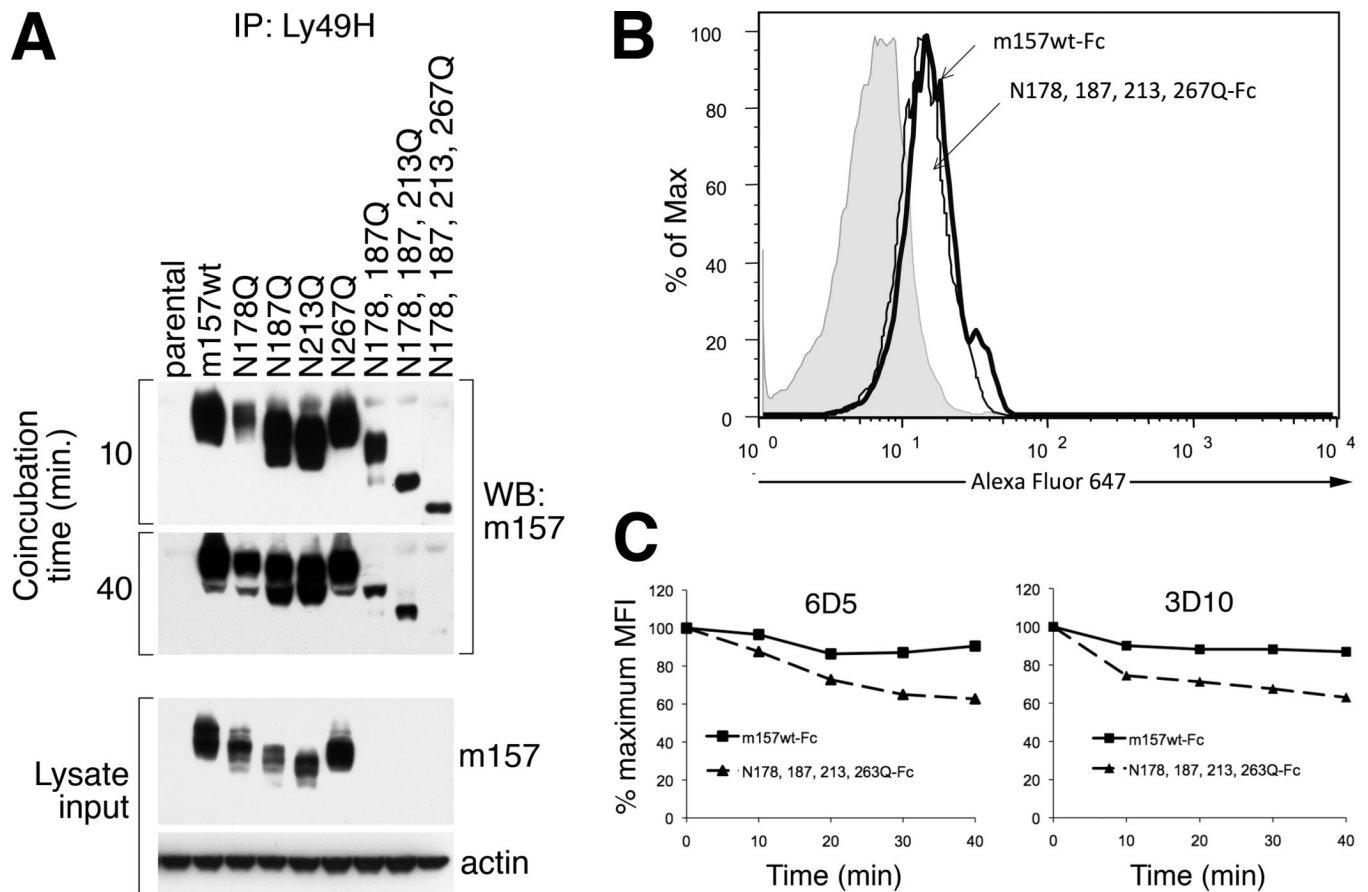 A
IP: Ly49H
parental
m157wt
N178Q
N187Q
N213Q
N267Q
N178, 187Q
N178, 187, 213Q
N178, 187, 213, 267Q
Coincubation
time (min.)
10
40
WB:
m157
Lysate
input
m157
actin
B
% of Max
100
80
60
40
20
0
m157wt-Fc
N178, 187, 213, 267Q-Fc
10 0
10 1
10 2
10 3
10 4
Alexa Fluor 647
C
% maximum MFI
6D5
120
100
80
60
40
20
0
m157wt-Fc
N178, 187, 213, 263Q-Fc
0 10 20 30 40
Time (min)
3D10
120
100
80
60
40
20
0
m157wt-Fc
N178, 187, 213, 263Q-Fc
0 10 20 30 40
Time (min)